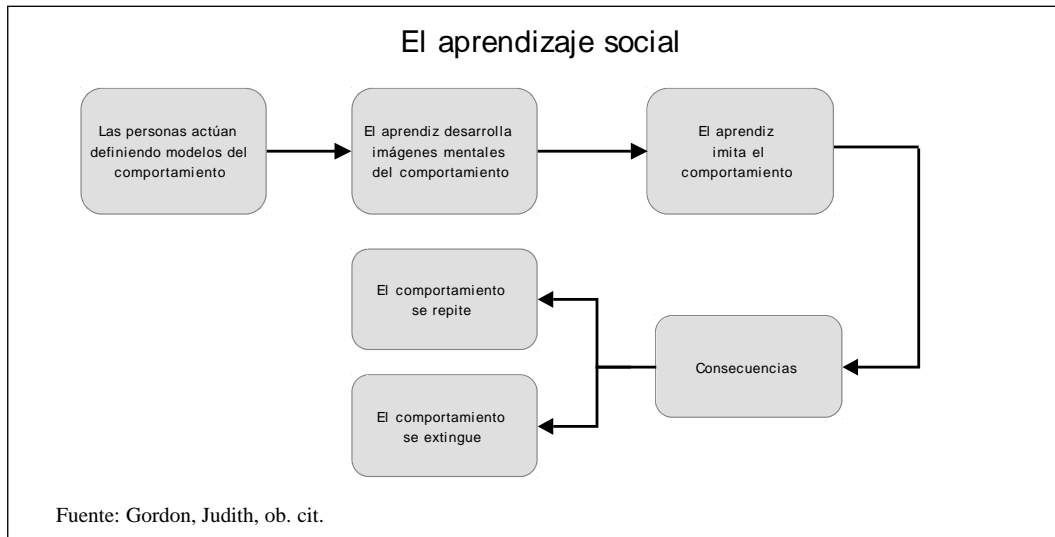 El aprendizaje social
Las personas actúan
definiendo modelos del
comportamiento
El aprendiz desarrolla
imágenes mentales
del comportamiento
El aprendiz
imita el
comportamiento
El comportamiento
se repite
Consecuencias
El comportamiento
se extingue
Fuente: Gordon, Judith, ob. cit.